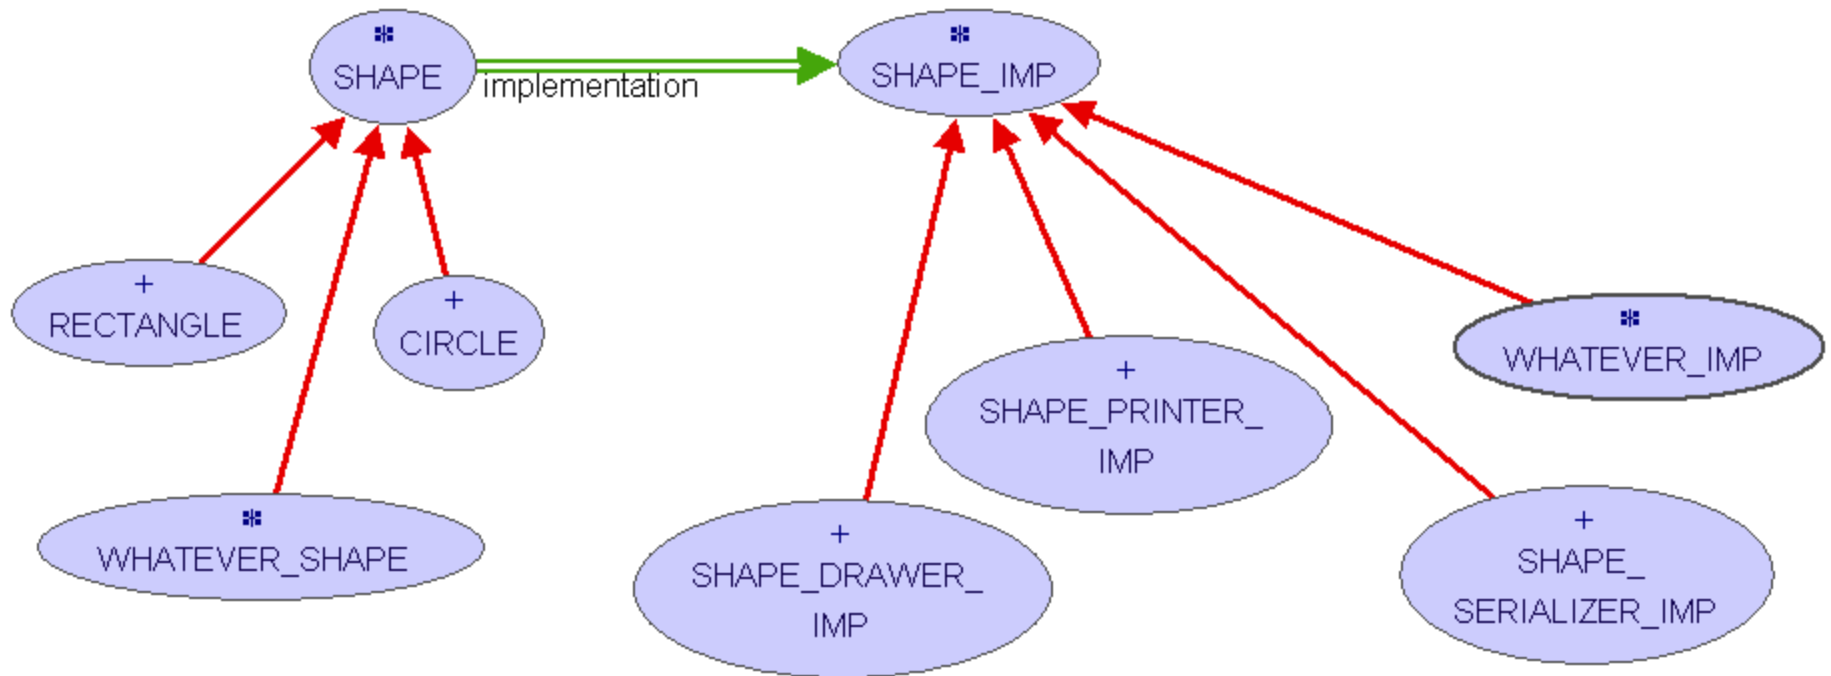 *
SHAPE
implementation
*
SHAPE_IMP
+
RECTANGLE
+
CIRCLE
*
WHATEVER_SHAPE
+
SHAPE_DRAWER_
IMP
+
SHAPE_PRINTER_
IMP
*
WHATEVER_IMP
+
SHAPE_
SERIALIZER_IMP